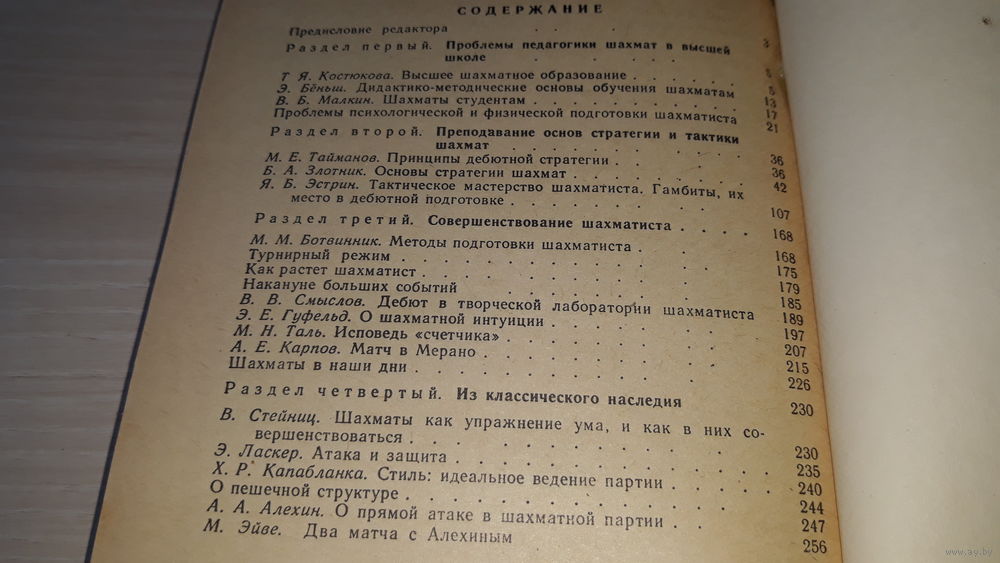 СОДЕРЖАНИЕ
Предисловие редактора . . . 3
Раздел первый. Проблемы педагогики шахмат в высшей
школе . . . . . 5
Т Я. Костюкова. Высшее шахматное образование . . . . . 5
Э. Бёньш. Дидактико-методические основы обучения шахматам 13
В. Б. Малкин. Шахматы студентам . . . . . . . 17
Проблемы психологической и физической подготовки шахматиста 21
Раздел второй. Преподавание основ стратегии и тактики
шахмат . . . . . . . 36
М. Е. Тайманов. Принципы дебютной стратегии . . 36
Б. А. Злотник. Основы стратегии шахмат . . . . 42
Я. Б. Эстрин. Тактическое мастерство шахматиста. Гамбиты, их
место в дебютной подготовке . . . . . 107
Раздел третий. Совершенствование шахматиста . . . . 168
М. М. Ботвинник. Методы подготовки шахматиста . . . 168
Турнирный режим . . . . . . 175
Как растет шахматист . . . . . . 179
Накануне больших событий . . . . . 185
В. В. Смыслов. Дебют в творческой лаборатории шахматиста 189
Э. Е. Гуфельд. О шахматной интуиции . . . . . 197
М. Н. Таль. Исповедь «счетчика» . . . . . . 207
А. Е. Карпов. Матч в Мерано . . . . . . 215
Шахматы в наши дни . . . . . . . 226
Раздел четвертый. Из классического наследия 230
В. Стейниц. Шахматы как упражнение ума, и как в них со-
вершенствоваться . . . . . . . 230
Э. Ласкер. Атака и защита . . . . . . . 235
Х. Р. Капабланка. Стиль: идеальное ведение партии . . . . 240
О пешечной структуре . . . . . . . 244
А. А. Алехин. О прямой атаке в шахматной партии . . . 247
М. Эйве. Два матча с Алехиным 256
www.ay.by